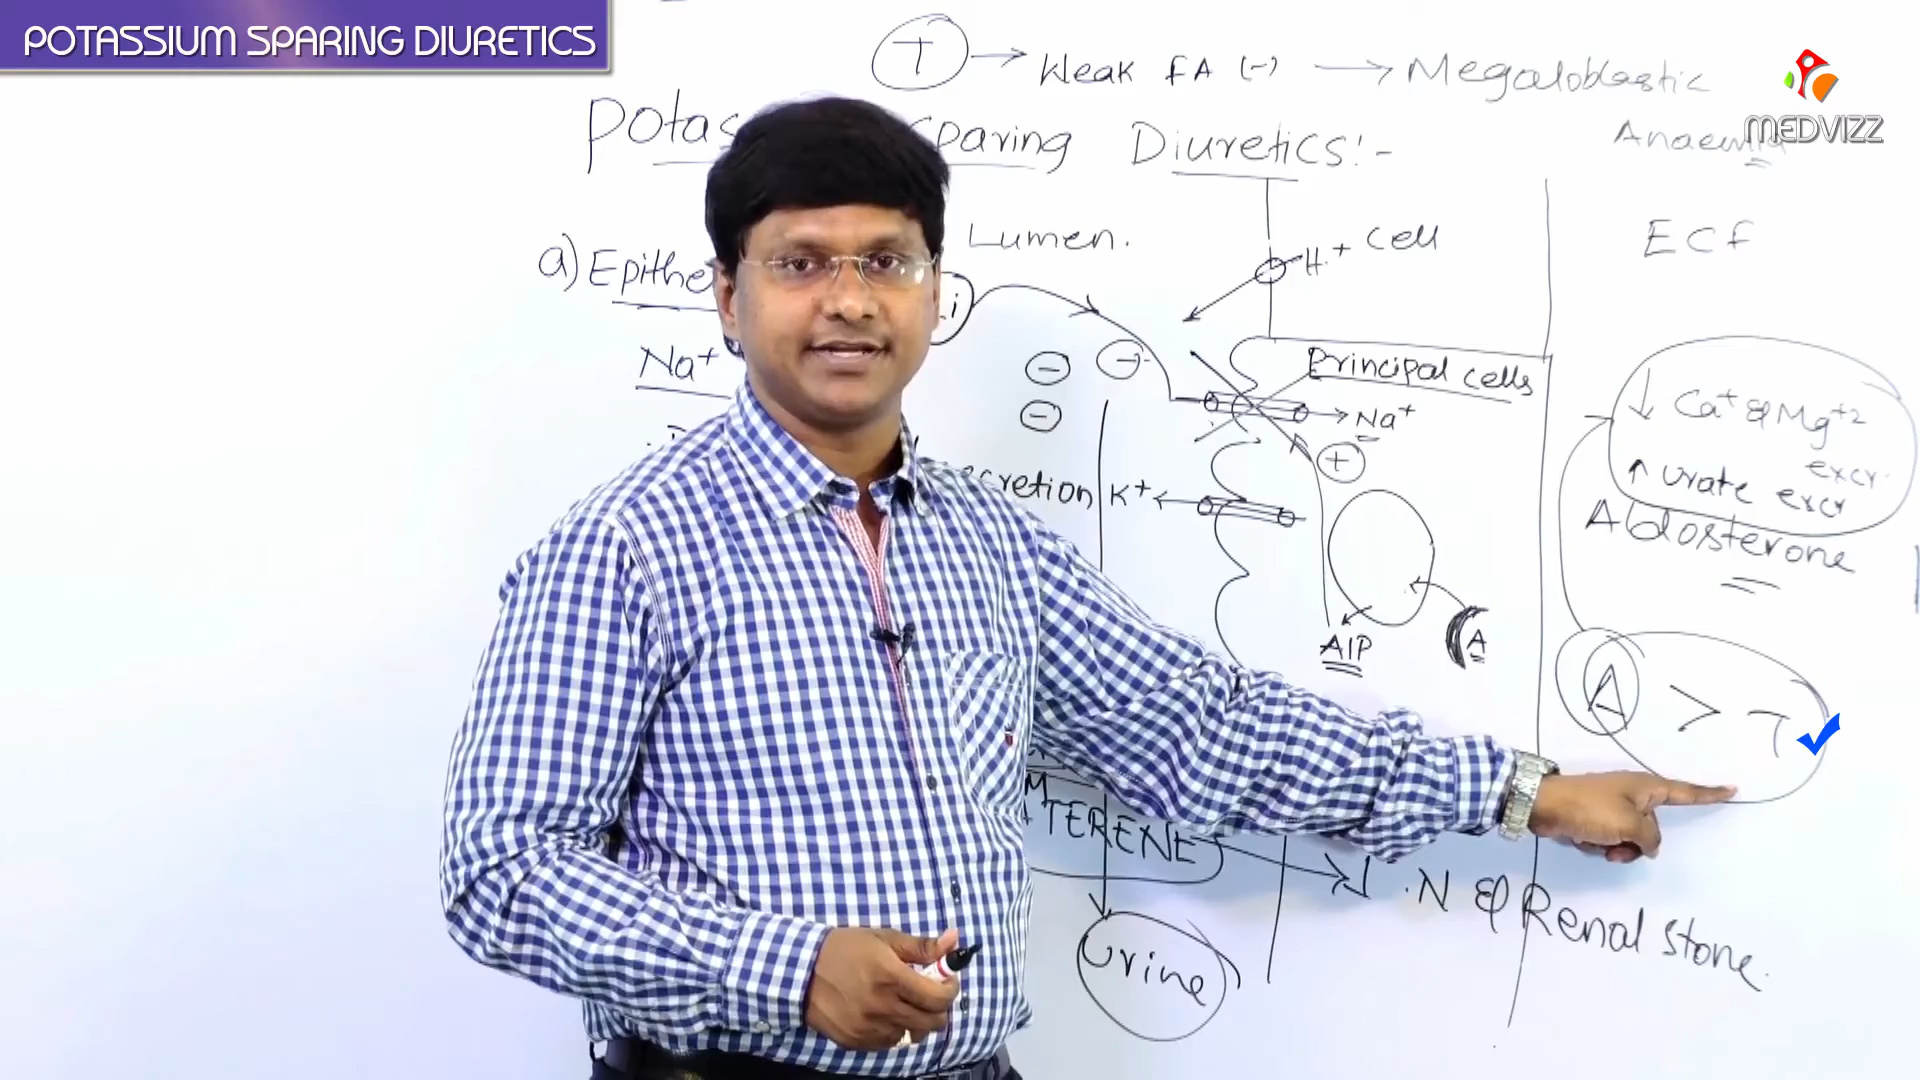 POTASSIUM SPARING DIURETICS
T → Weak FA (-) → Megaloblastic
Anaemia
MEDVIZZ
Potas sparing Diuretics:-
Lumen.
H+ Cell
ECF
a) Epithe
i
Na+
Principal cells
Na+
↓ Ca+ & Mg+2
excr.
↑ urate excr
cretion
K+
+
Aldosterone
AIP
A
A > T
M
TERENE
I.N & Renal stone.
Urine